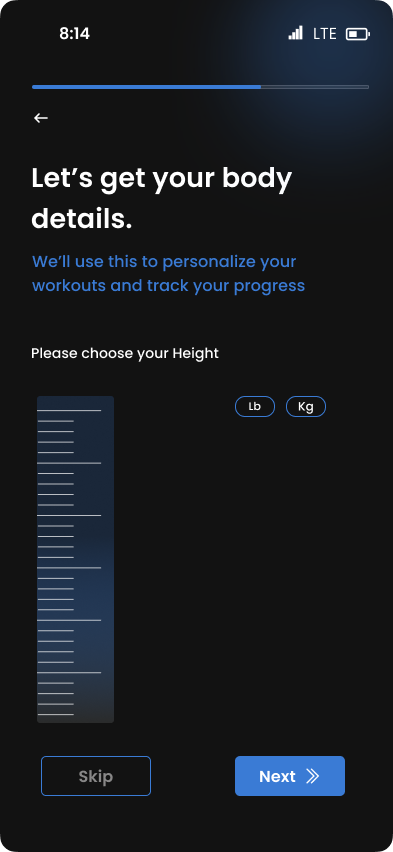 8:14
LTE
Let’s get your body
details.
We’ll use this to personalize your
workouts and track your progress
Please choose your Height
Lb
Kg
Skip
Next